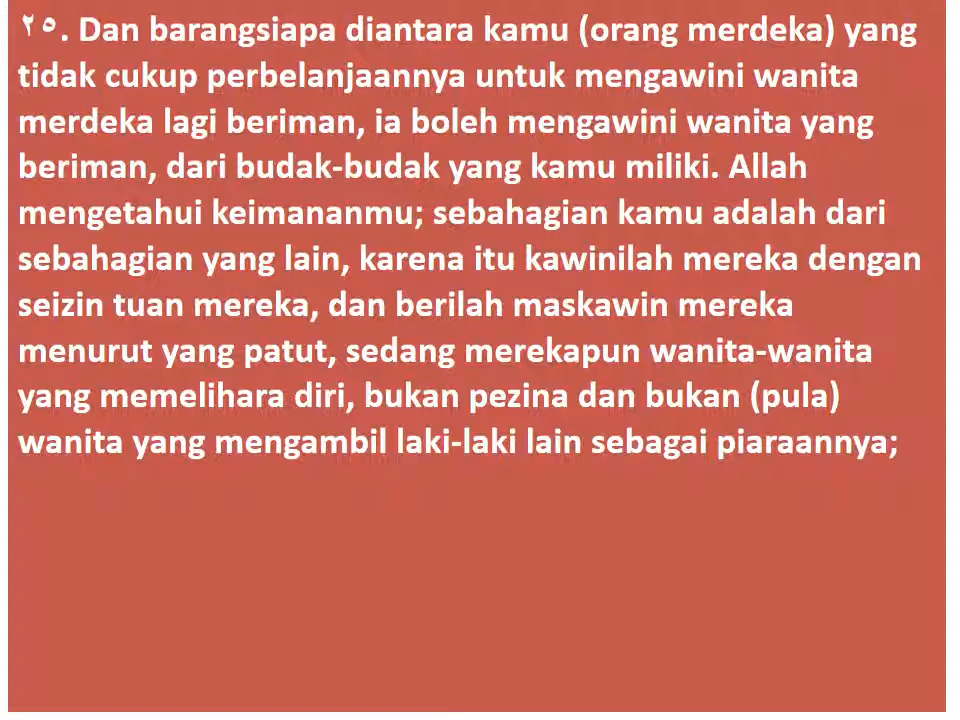 ٢٥. Dan barangsiapa diantara kamu (orang merdeka) yang
tidak cukup perbelanjaannya untuk mengawini wanita
merdeka lagi beriman, ia boleh mengawini wanita yang
beriman, dari budak-budak yang kamu miliki. Allah
mengetahui keimananmu; sebahagian kamu adalah dari
sebahagian yang lain, karena itu kawinilah mereka dengan
seizin tuan mereka, dan berilah maskawin mereka
menurut yang patut, sedang merekapun wanita-wanita
yang memelihara diri, bukan pezina dan bukan (pula)
wanita yang mengambil laki-laki lain sebagai piaraannya;